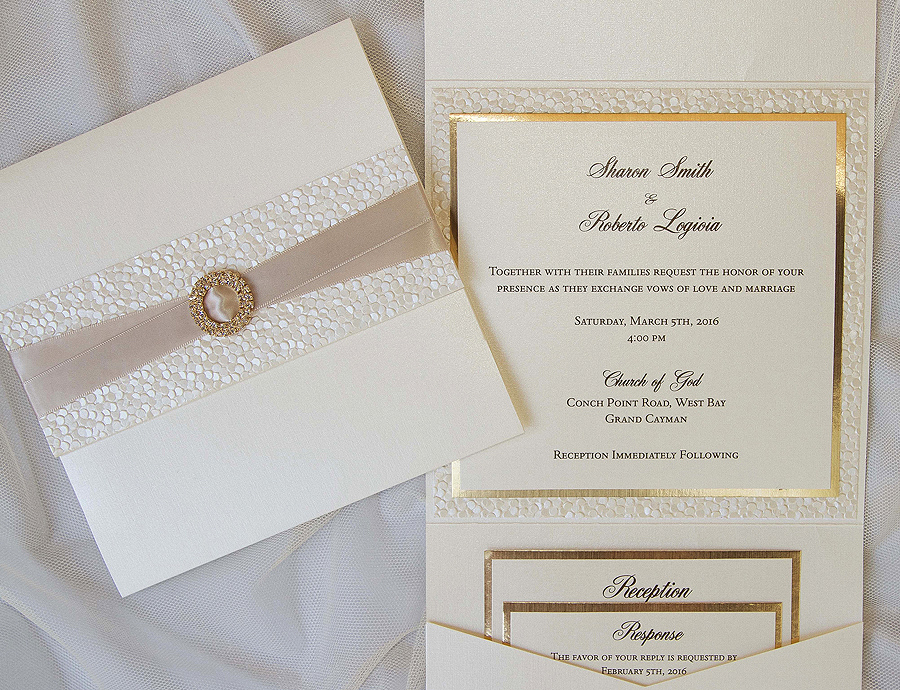 Sharon Smith
&
Roberto Logioia
Together with their families request the honor of your
presence as they exchange vows of love and marriage
Saturday, March 5th, 2016
4:00 pm
Church of God
Conch Point Road, West Bay
Grand Cayman
Reception Immediately Following
Reception
Response
The favor of your reply is requested by
February 5th, 2016